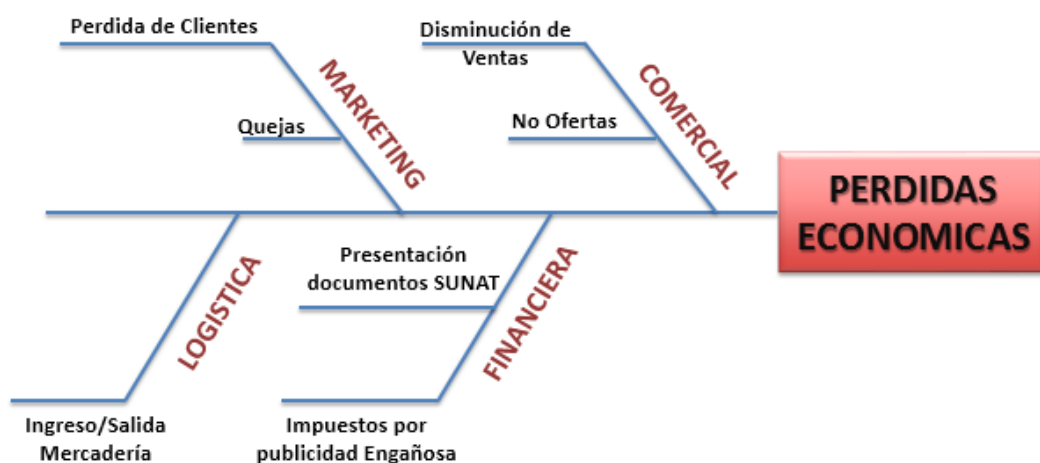 Perdida de Clientes
Quejas
MARKETING
Disminución de
Ventas
No Ofertas
COMERCIAL
PERDIDAS
ECONOMICAS
LOGISTICA
Ingreso/Salida
Mercadería
Presentación
documentos SUNAT
FINANCIERA
Impuestos por
publicidad Engañosa